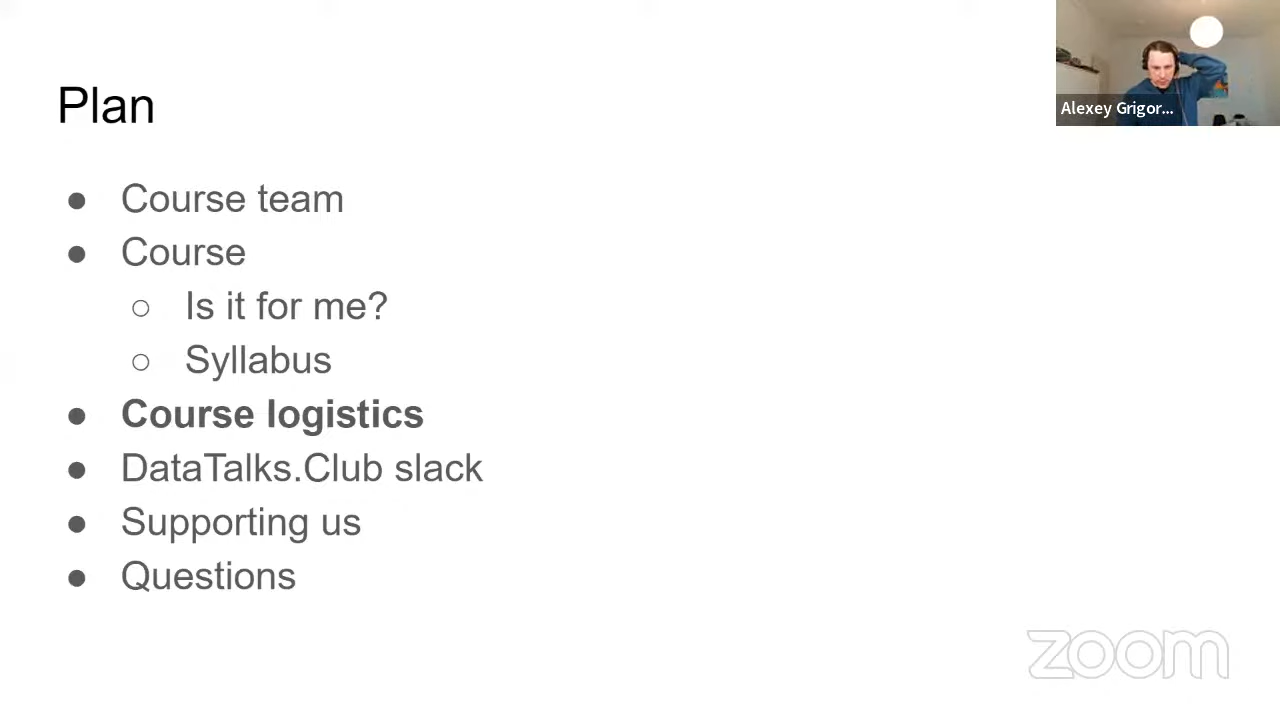 Plan
Alexey Grigor...
● Course team
● Course
○ Is it for me?
○ Syllabus
● Course logistics
● DataTalks.Club slack
● Supporting us
● Questions
zoom